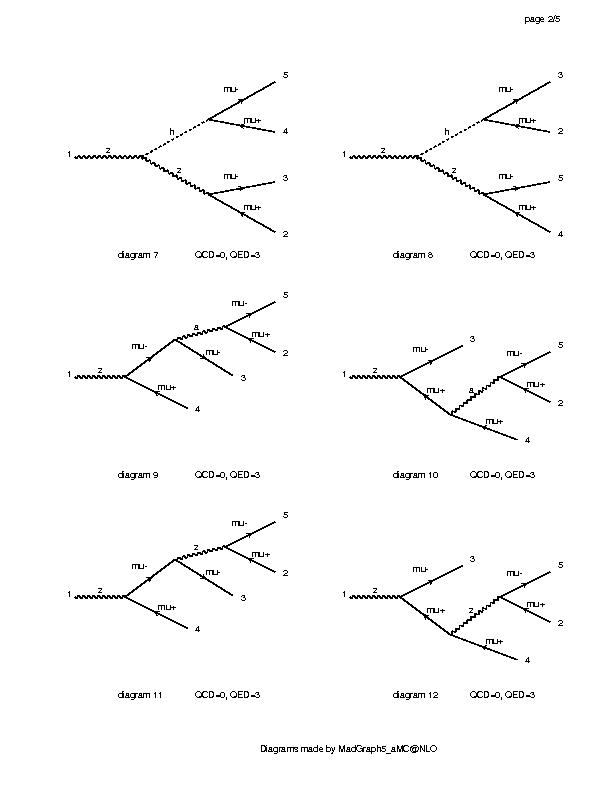 page 2/5
5
mu-
h
mu+
4
1
z
z
mu-
3
mu+
2
diagram 7 QCD=0, QED=3
3
mu-
h
mu+
2
1
z
z
mu-
5
mu+
4
diagram 8 QCD=0, QED=3
5
mu-
a
mu+
2
mu-
mu-
3
1
z
mu+
4
diagram 9 QCD=0, QED=3
3
mu-
mu-
5
1
z
mu+
a
mu+
2
mu+
4
diagram 10 QCD=0, QED=3
5
mu-
z
mu+
2
mu-
mu-
3
1
z
mu+
4
diagram 11 QCD=0, QED=3
3
mu-
mu-
5
1
z
mu+
z
mu+
2
mu+
4
diagram 12 QCD=0, QED=3
Diagrams made by MadGraph5_aMC@NLO